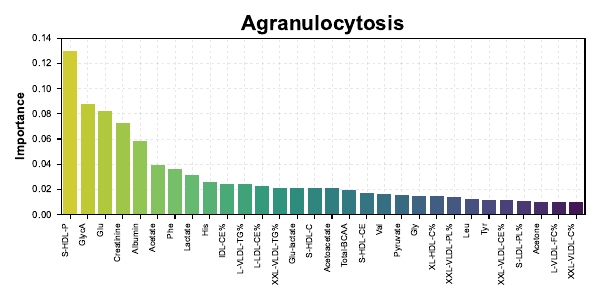 Agranulocytosis
Importance
0.14
0.12
0.10
0.08
0.06
0.04
0.02
0.00
S-HDL-P
GlycA
Glu
Creatinine
Albumin
Acetate
Phe
Lactate
His
IDL-CE%
L-VLDL-TG%
L-LDL-CE%
XXL-VLDL-TG%
Glu-lactate
S-HDL-C
Acetoacetate
Total-BCAA
S-HDL-CE
Val
Pyruvate
Gly
XL-HDL-C%
XXL-VLDL-PL%
Leu
Tyr
XXL-VLDL-CE%
S-LDL-PL%
Acetone
L-VLDL-FC%
XXL-VLDL-C%